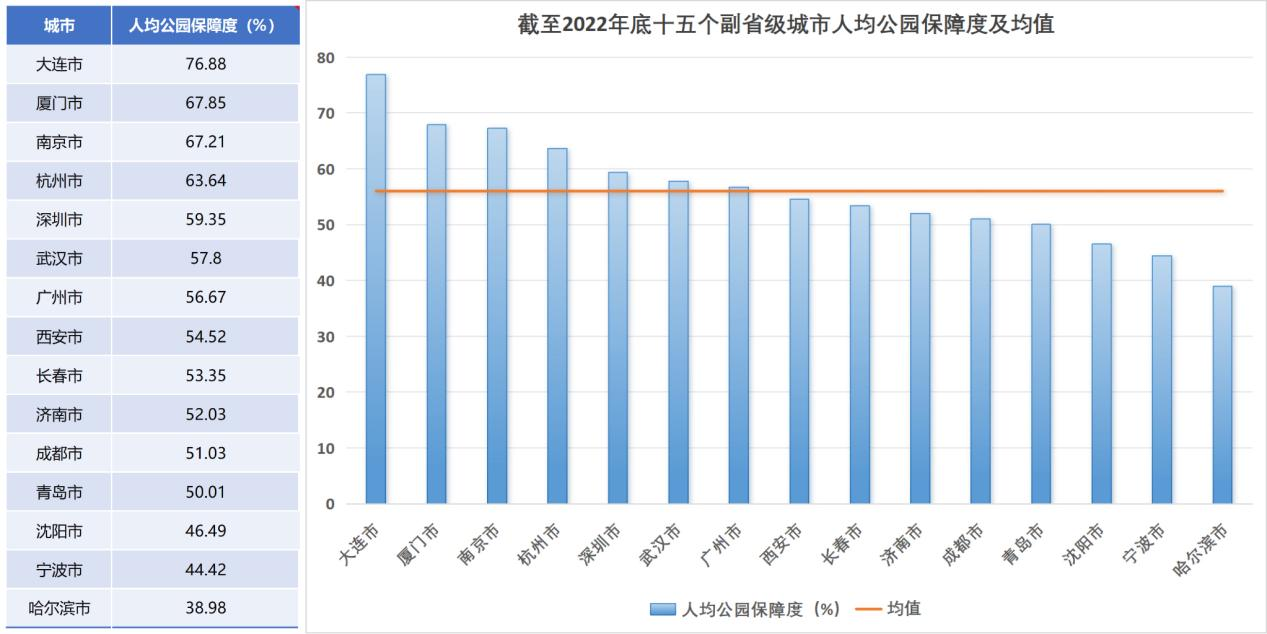 城市 人均公园保障度（%）
大连市 76.88
厦门市 67.85
南京市 67.21
杭州市 63.64
深圳市 59.35
武汉市 57.8
广州市 56.67
西安市 54.52
长春市 53.35
济南市 52.03
成都市 51.03
青岛市 50.01
沈阳市 46.49
宁波市 44.42
哈尔滨市 38.98
截至2022年底十五个副省级城市人均公园保障度及均值
80
70
60
50
40
30
20
10
0
大连市 厦门市 南京市 杭州市 深圳市 武汉市 广州市 西安市 长春市 济南市 成都市 青岛市 沈阳市 宁波市 哈尔滨市
人均公园保障度（%） 均值